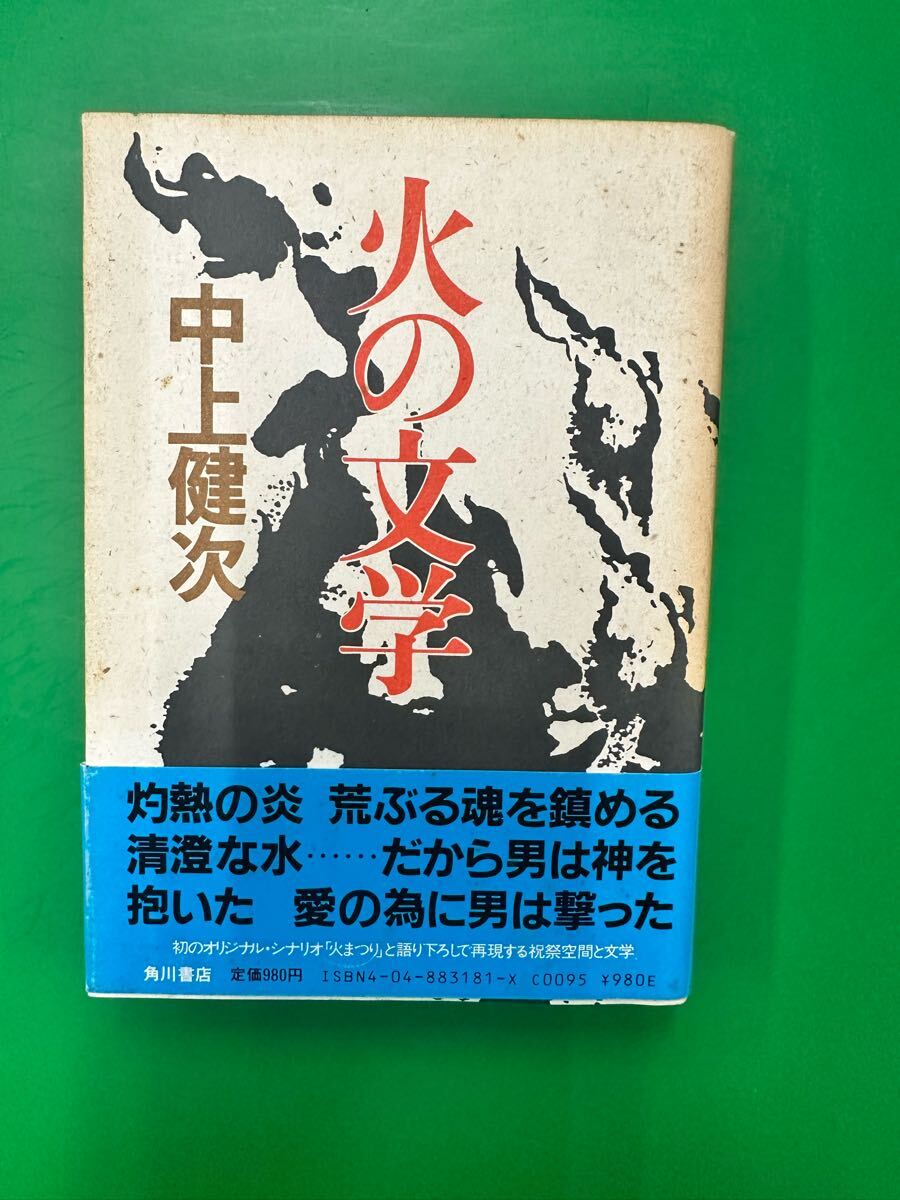 火の文学
中上健次
灼熱の炎 荒ぶる魂を鎮める
清澄な水……だから男は神を
抱いた 愛の為に男は撃った
初のオリジナル・シナリオ「火まつり」と語り下ろしで再現する祝祭空間と文学
角川書店 定価980円 ISBN4-04-883181-X C0095 ¥980E